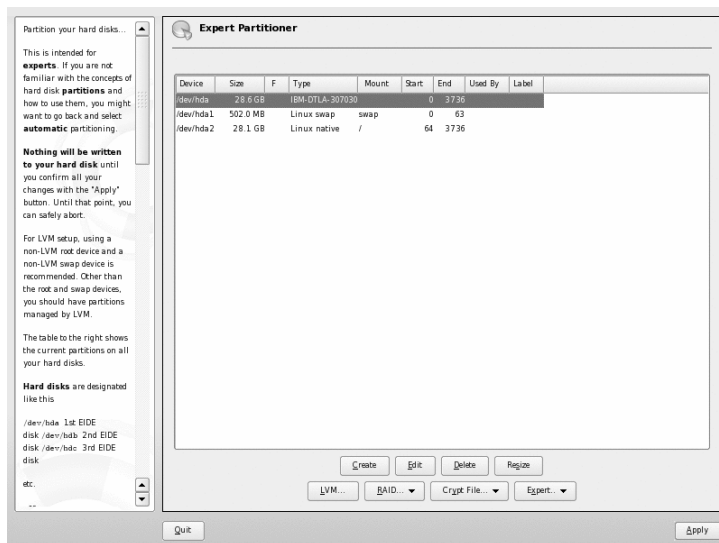 Partition your hard disks...
This is intended for
experts. If you are not
familiar with the concepts of
hard disk partitions and
how to use them, you might
want to go back and select
automatic partitioning.
Nothing will be written
to your hard disk until
you confirm all your
changes with the "Apply"
button. Until that point, you
can safely abort.
For LVM setup, using a
non-LVM root device and a
non-LVM swap device is
recommended. Other than
the root and swap devices,
you should have partitions
managed by LVM.
The table to the right shows
the current partitions on all
your hard disks.
Hard disks are designated
like this
/dev/hda 1st EIDE
disk /dev/hdb 2nd EIDE
disk /dev/hdc 3rd EIDE
disk
etc.
Expert Partitioner
Device Size F Type Mount Start End Used By Label
/dev/hda 28.6 GB IBM-DTLA-307030 0 3736
/dev/hda1 502.0 MB Linux swap swap 0 63
/dev/hda2 28.1 GB Linux native / 64 3736
Create Edit Delete Resize
LVM... RAID... Crypt File... Expert..
Quit Apply